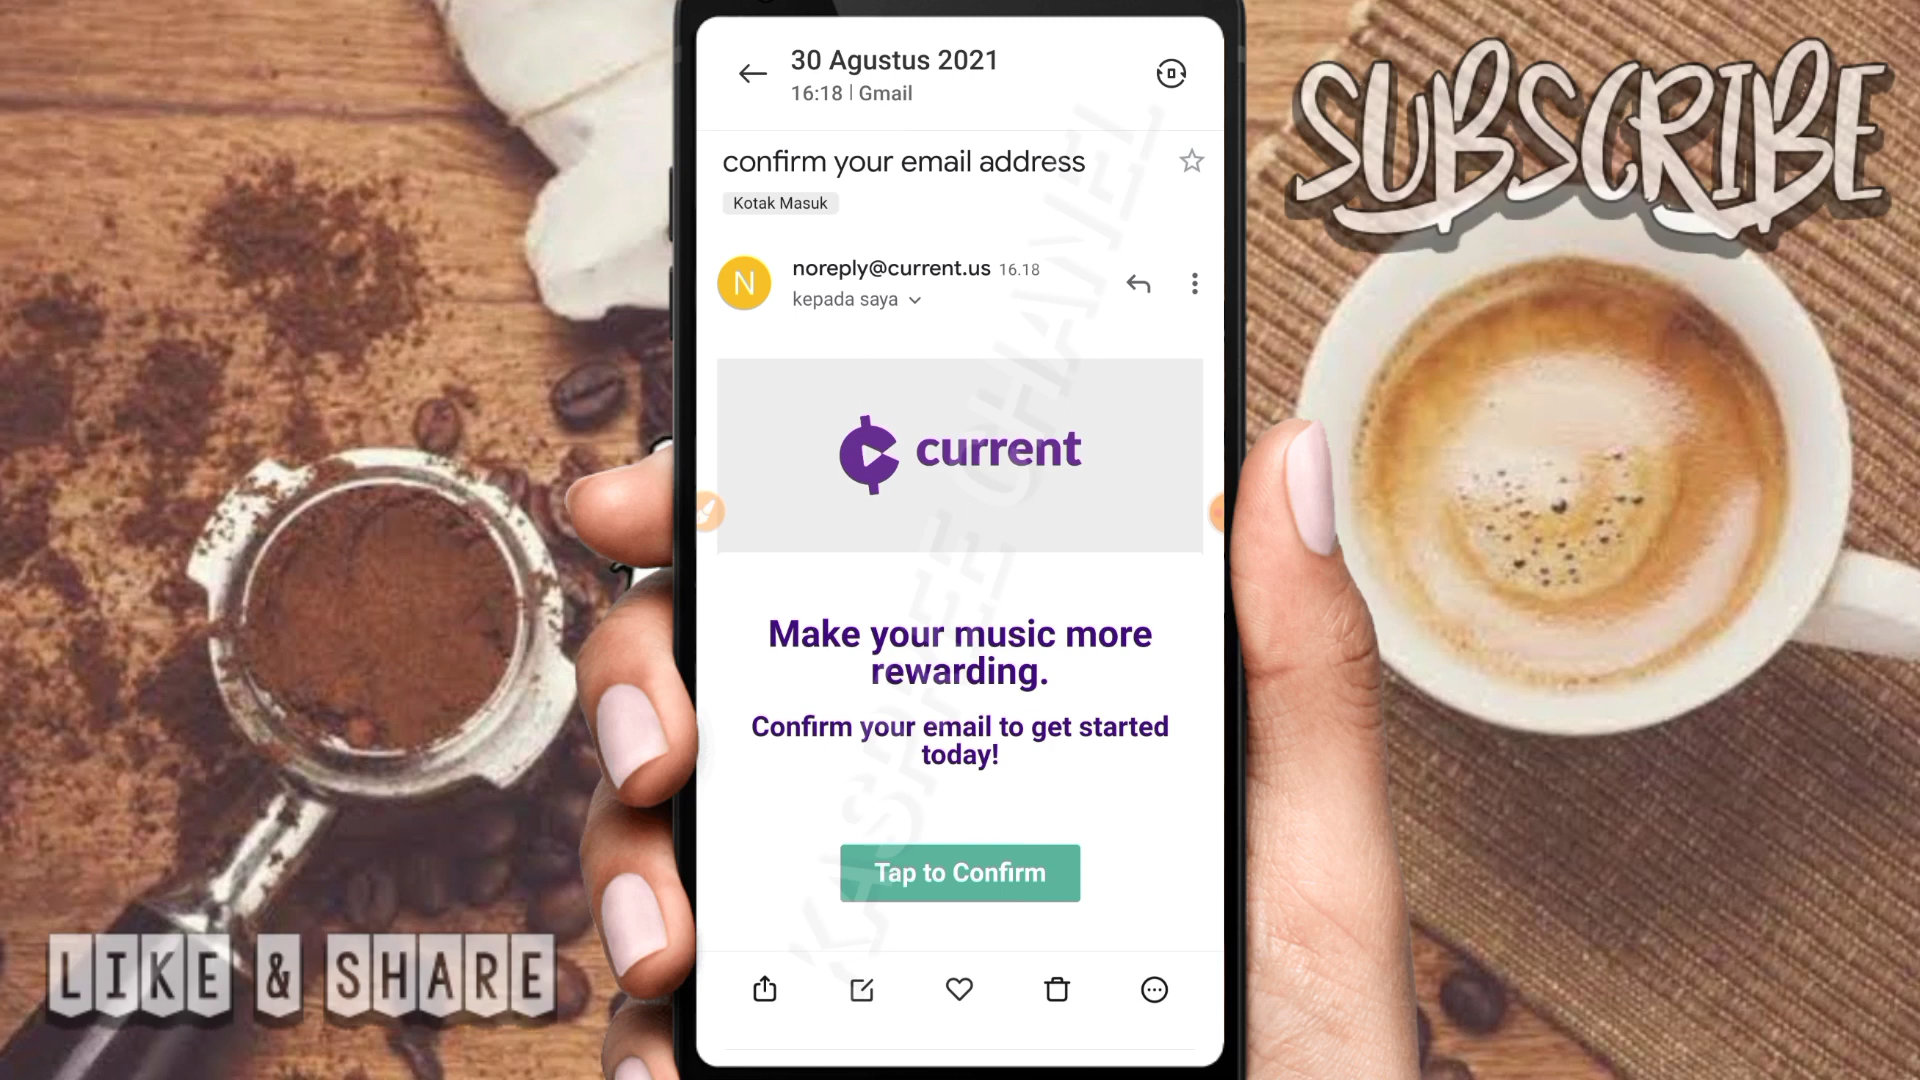 30 Agustus 2021
16:18 | Gmail
SUBSCRIBE
confirm your email address
Kotak Masuk
N
noreply@current.us 16.18
kepada saya
current
Make your music more
rewarding.
Confirm your email to get started
today!
Tap to Confirm
LIKE & SHARE
KASHPEE CHANEL